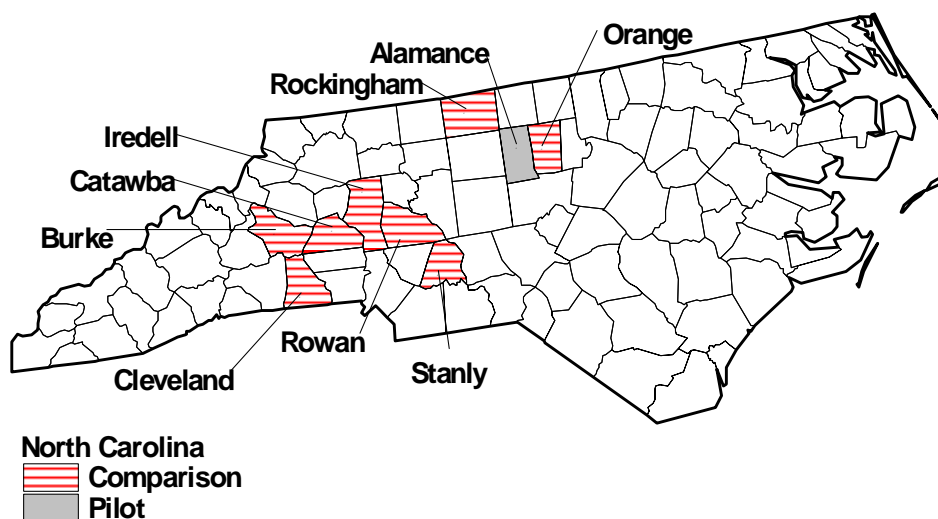 Orange
Alamance
Rockingham
Iredell
Catawba
Burke
Rowan
Stanly
Cleveland
North Carolina
Comparison
Pilot